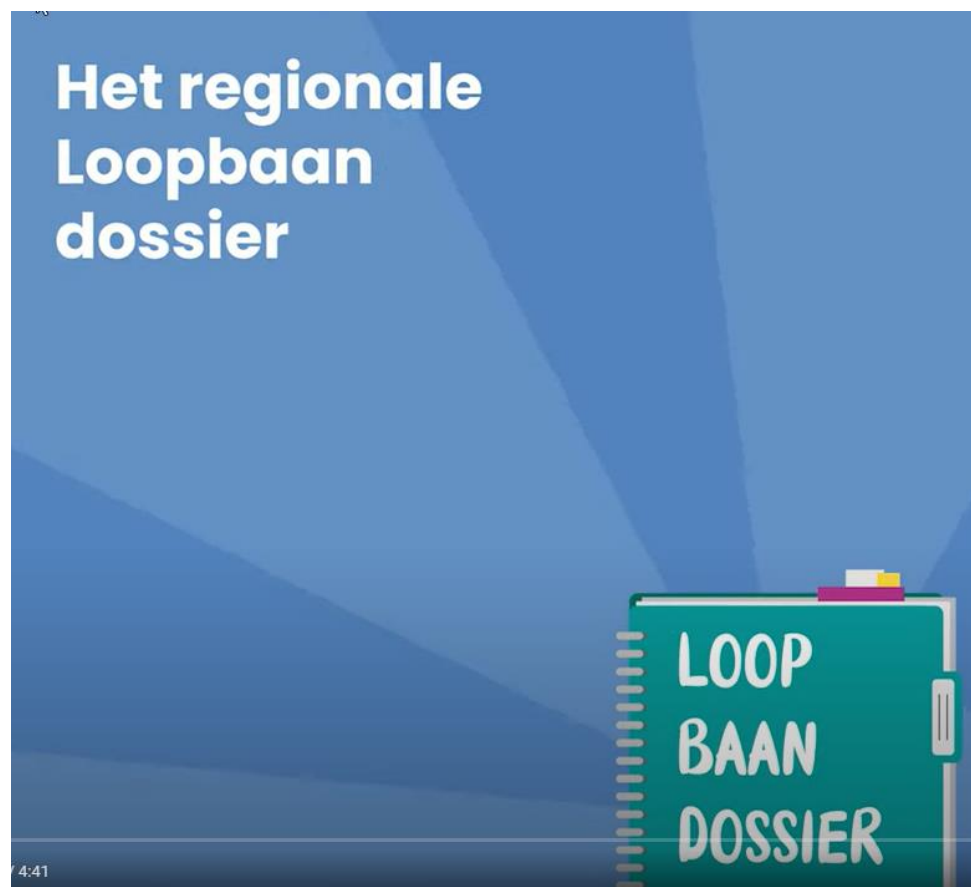 Het regionale
Loopbaan
dossier
LOOP
BAAN
DOSSIER
/ 4:41